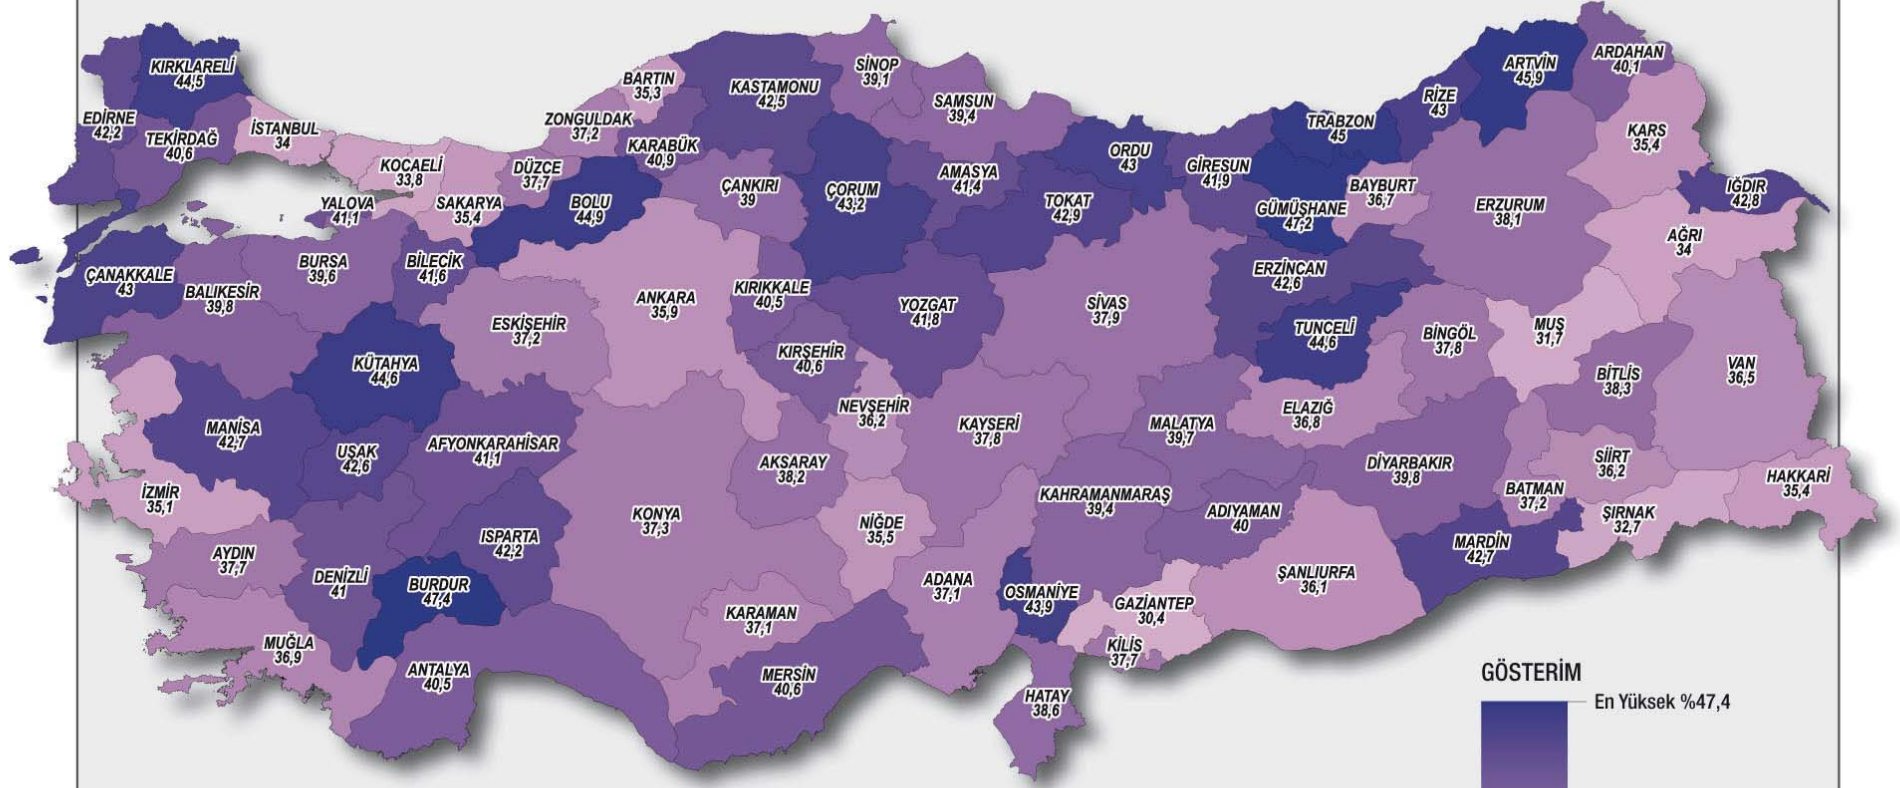 KIRKLARELİ
44,5
EDİRNE
42,2
TEKİRDAĞ
40,6
İSTANBUL
34
KOCAELİ
33,8
YALOVA
41,1
SAKARYA
35,4
DÜZCE
37,7
ZONGULDAK
37,2
BARTIN
35,3
KARABÜK
40,9
KASTAMONU
42,5
SİNOP
39,1
SAMSUN
39,4
BOLU
44,9
ÇANKIRI
39
ÇORUM
43,2
AMASYA
41,4
TOKAT
42,9
ORDU
43
GİRESUN
41,9
TRABZON
45
GÜMÜŞHANE
47,2
BAYBURT
36,7
RİZE
43
ARTVİN
45,9
ARDAHAN
40,1
KARS
35,4
IĞDIR
42,8
AĞRI
34
ERZURUM
38,1
ERZİNCAN
42,6
ÇANAKKALE
43
BALIKESİR
39,8
BURSA
39,6
BİLECİK
41,6
ESKİŞEHİR
37,2
ANKARA
35,9
KIRIKKALE
40,5
KIRŞEHİR
40,6
YOZGAT
41,8
SİVAS
37,9
TUNCELİ
44,6
BİNGÖL
37,8
MUŞ
31,7
BİTLİS
38,3
VAN
36,5
KÜTAHYA
44,6
MANİSA
42,7
UŞAK
42,6
AFYONKARAHİSAR
41,1
NEVŞEHİR
36,2
KAYSERİ
37,8
MALATYA
39,7
ELAZIĞ
36,8
AKSARAY
38,2
DİYARBAKIR
39,8
BATMAN
37,2
SİİRT
36,2
ŞIRNAK
32,7
HAKKARİ
35,4
İZMİR
35,1
AYDIN
37,7
DENİZLİ
41
ISPARTA
42,2
BURDUR
47,4
KONYA
37,3
NİĞDE
35,5
KAHRAMANMARAŞ
39,4
ADIYAMAN
40
MARDİN
42,7
ŞANLIURFA
36,1
MUĞLA
36,9
ANTALYA
40,5
KARAMAN
37,1
MERSİN
40,6
ADANA
37,1
OSMANİYE
43,9
GAZİANTEP
30,4
KİLİS
37,7
HATAY
38,6
GÖSTERİM
En Yüksek %47,4